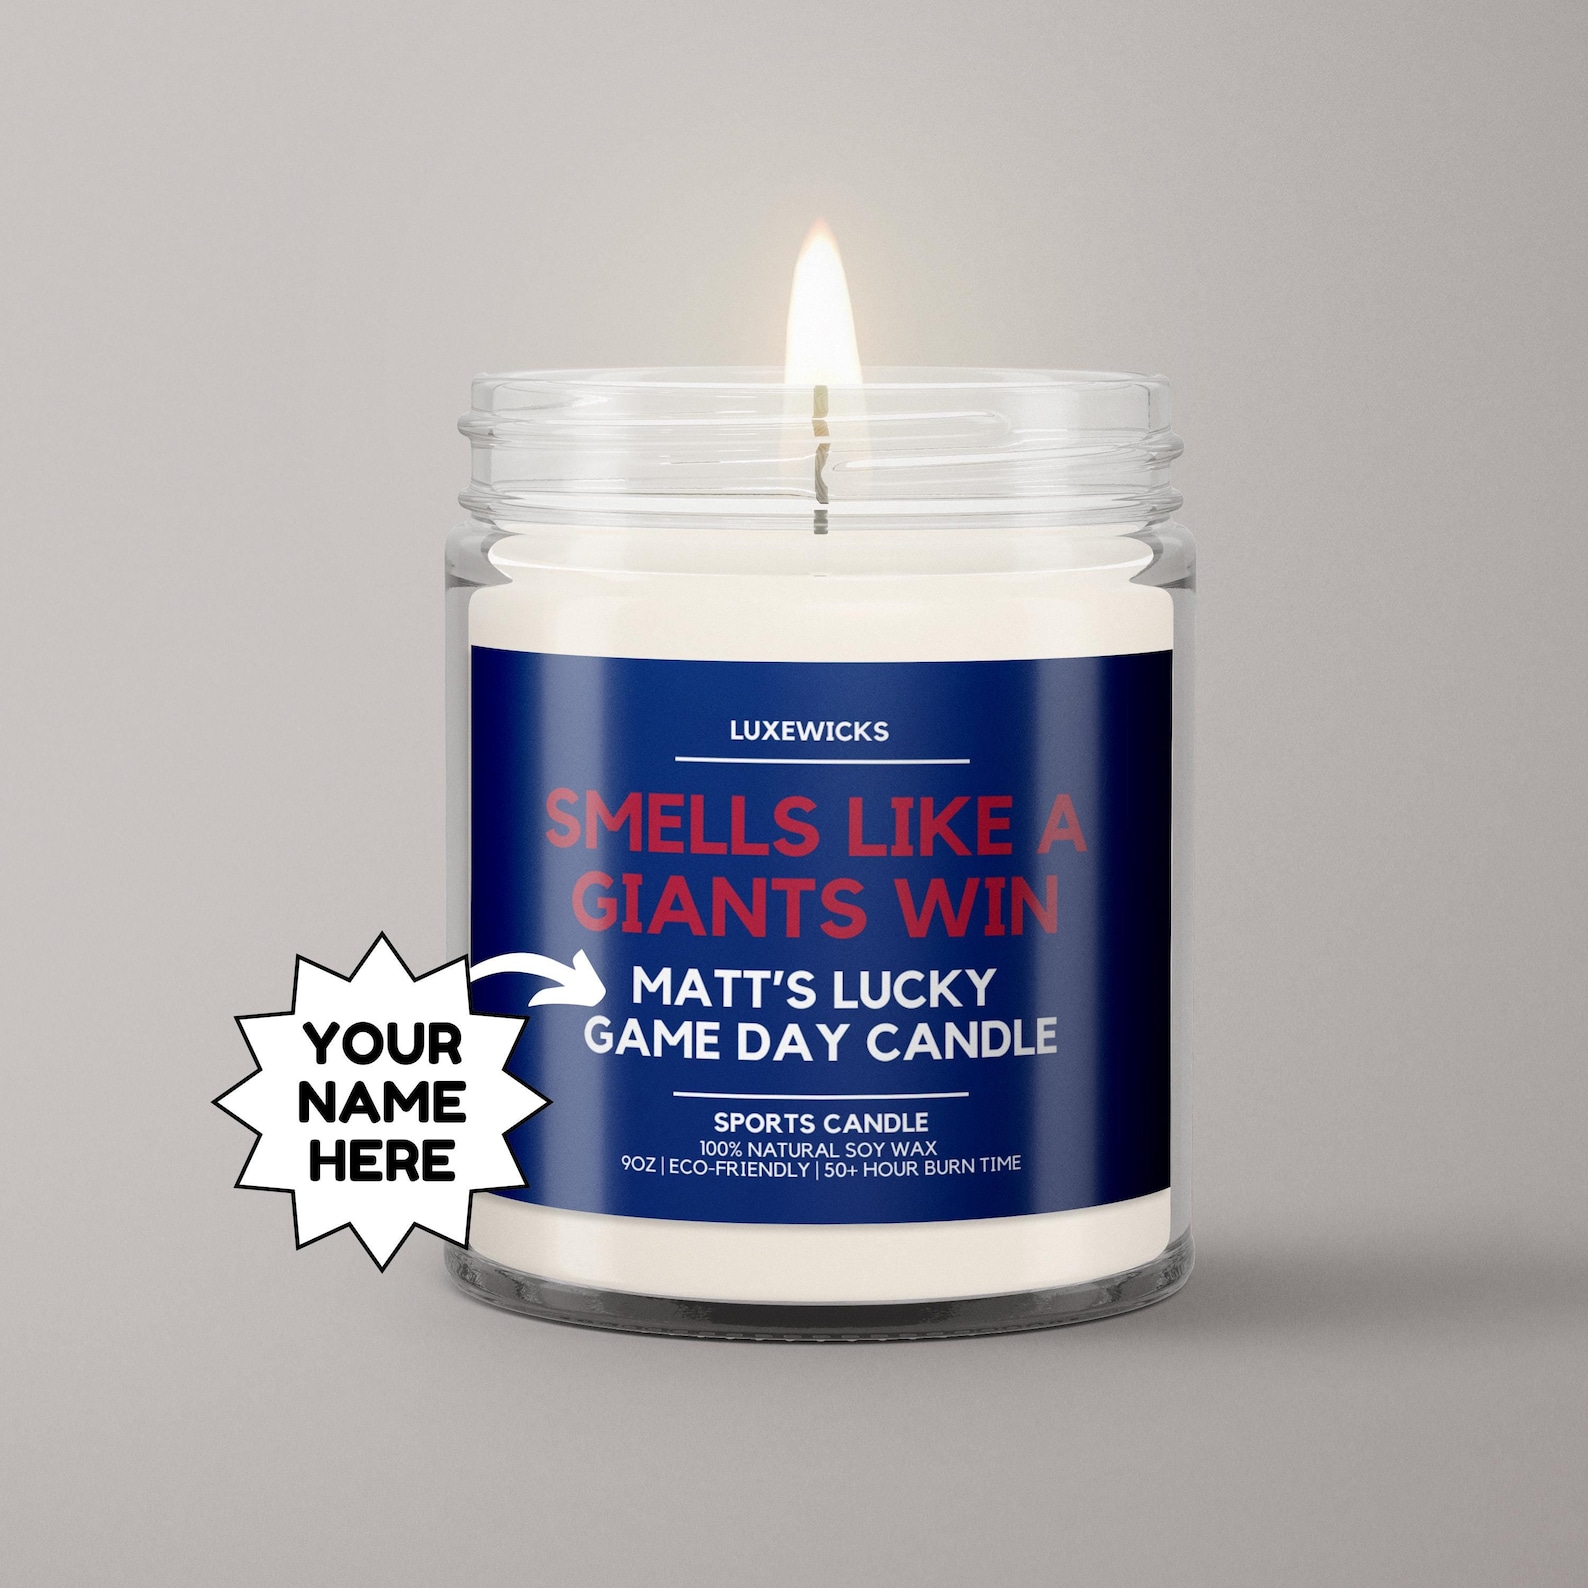 LUXEWICKS
SMELLS LIKE A
GIANTS WIN
MATT'S LUCKY
GAME DAY CANDLE
SPORTS CANDLE
100% NATURAL SOY WAX
9OZ | ECO-FRIENDLY | 50+ HOUR BURN TIME
YOUR
NAME
HERE